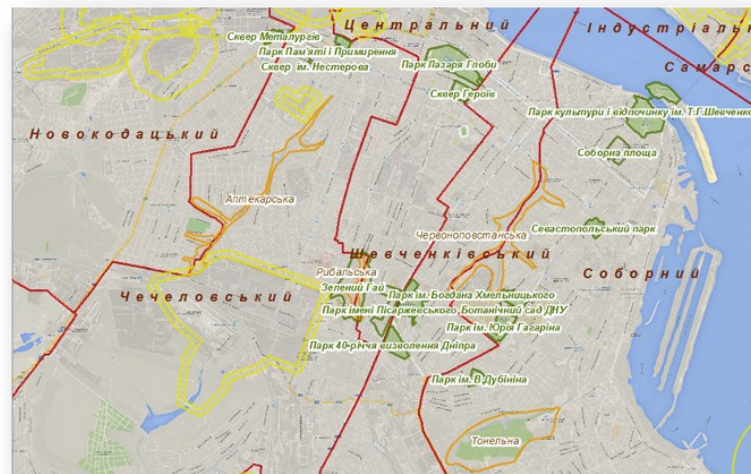 Центральний
Індустріальн
Самарс
Сквер Металургів
Парк Пам'яті і Примирення
Сквер ім. Нестерова
Парк Лазаря Глоби
Сквер Героїв
Парк культури і відпочинку ім. Т.Г.Шевченко
Новокодацький
Соборна площа
Аптекарська
Севастопольський парк
Червоноповстанська
Шевченківський
Рибальська
Соборний
Зелений Гай
Чечеловський
Парк ім. Богдана Хмельницького
Парк імені Пісаржевського
Ботанічний сад ДНУ
Парк ім. Юрія Гагаріна
Парк 40-річчя визволення Дніпра
Парк ім. В.Дубініна
Тонельна